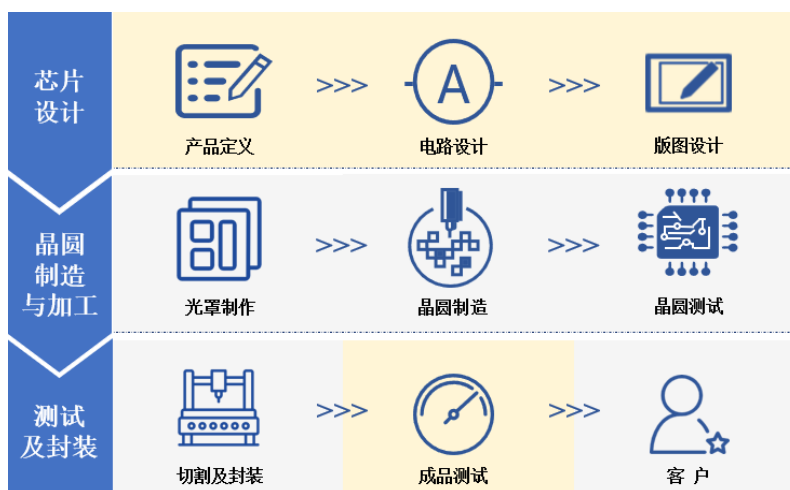 芯片
设计
产品定义
>>>
A
电路设计
>>>
版图设计
晶圆
制造
与加工
光罩制作
>>>
晶圆制造
>>>
晶圆测试
测试
及封装
切割及封装
>>>
成品测试
>>>
客 户